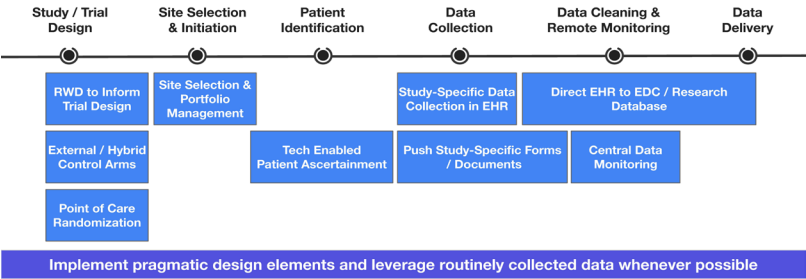 Study / Trial
Design
Site Selection
& Initiation
Patient
Identification
Data
Collection
Data Cleaning &
Remote Monitoring
Data
Delivery
RWD to Inform
Trial Design
Site Selection &
Portfolio
Management
Study-Specific Data
Collection in EHR
Direct EHR to EDC / Research
Database
External / Hybrid
Control Arms
Tech Enabled
Patient Ascertainment
Push Study-Specific Forms
/ Documents
Central Data
Monitoring
Point of Care
Randomization
Implement pragmatic design elements and leverage routinely collected data whenever possible